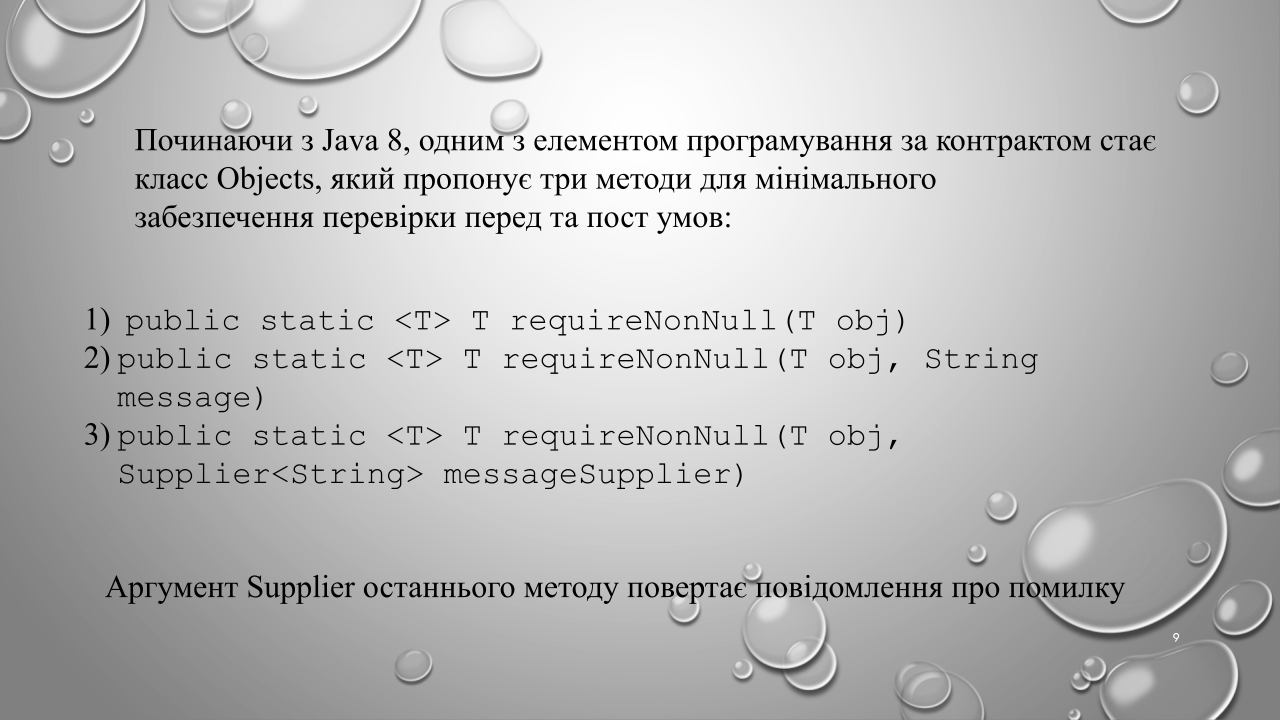 Починаючи з Java 8, одним з елементом програмування за контрактом стає
класс Objects, який пропонує три методи для мінімального
забезпечення перевірки перед та пост умов:
1) public static <T> T requireNonNull(T obj)
2) public static <T> T requireNonNull(T obj, String
message)
3) public static <T> T requireNonNull(T obj,
Supplier<String> messageSupplier)
Аргумент Supplier останнього методу повертає повідомлення про помилку
9